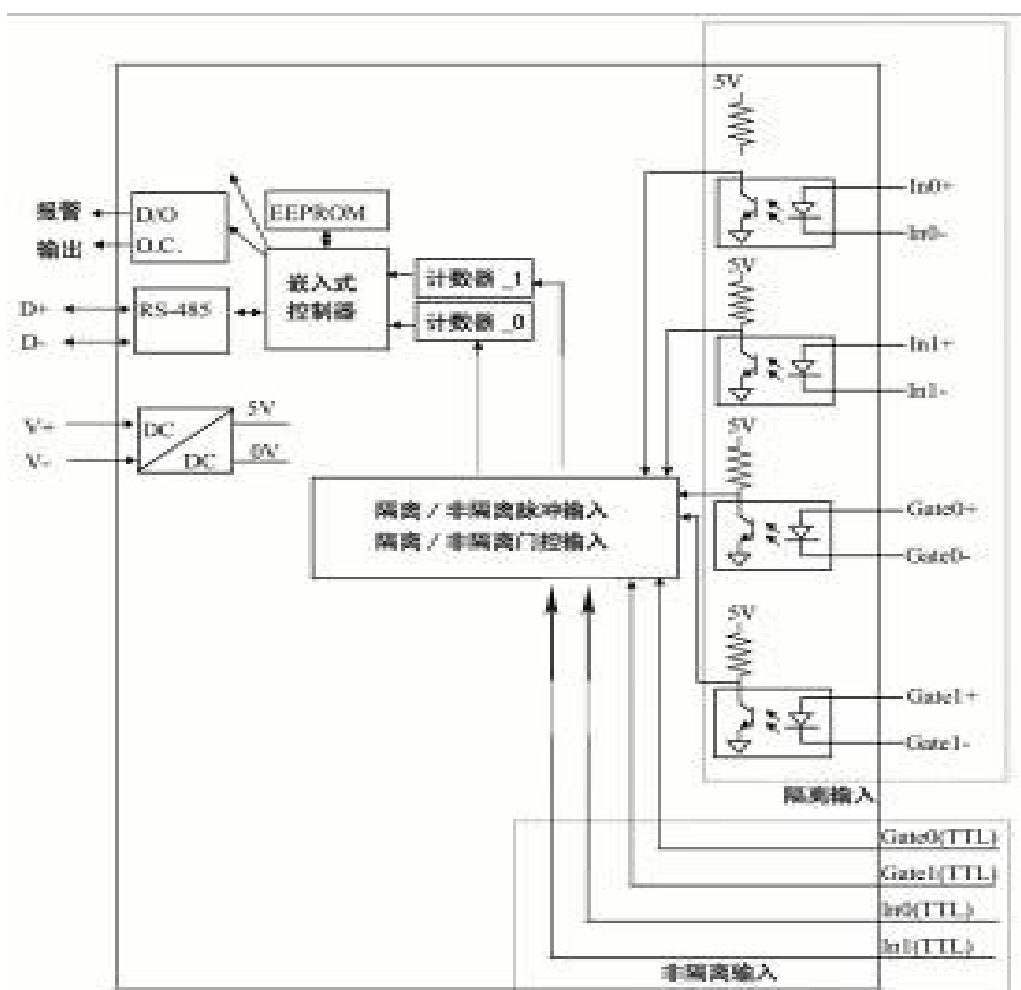 5V
In0+
In0-
报警
输出
D/O
O.C.
EEPROM
嵌入式
控制器
计数器_1
计数器_0
D+
D-
RS-485
5V
In1+
In1-
V+
V-
DC
DC
5V
0V
5V
隔离/非隔离脉冲输入
隔离/非隔离门控输入
Gate0+
Gate0-
5V
Gate1+
Gate1-
隔离输入
Gate0(TTL)
Gate1(TTL)
In0(TTL)
In1(TTL)
非隔离输入